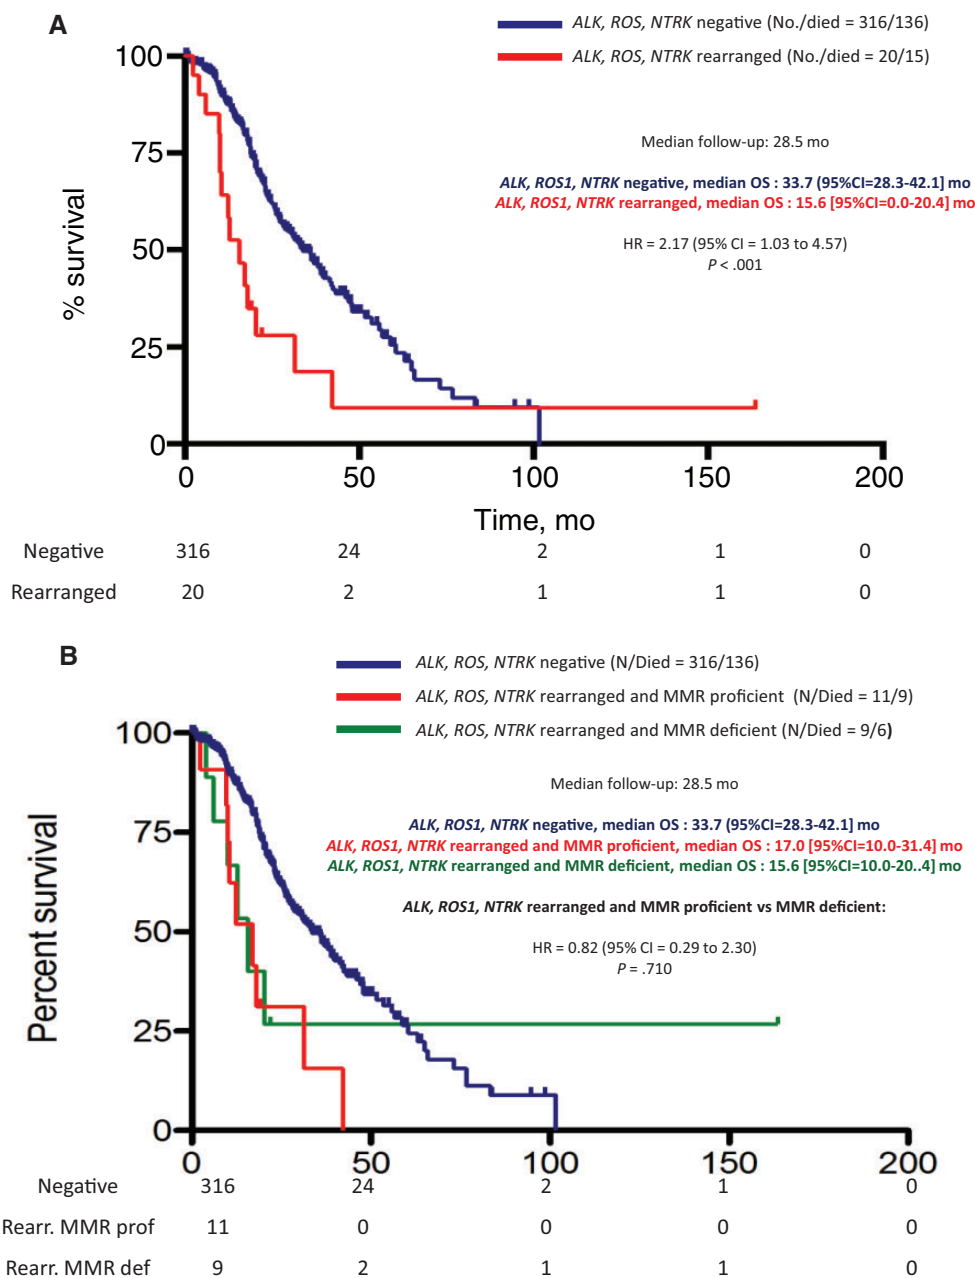 A
ALK, ROS, NTRK negative (No./died = 316/136)
ALK, ROS, NTRK rearranged (No./died = 20/15)
Median follow-up: 28.5 mo
ALK, ROS1, NTRK negative, median OS : 33.7 (95%CI=28.3-42.1] mo
ALK, ROS1, NTRK rearranged, median OS : 15.6 [95%CI=0.0-20.4] mo
HR = 2.17 (95% CI = 1.03 to 4.57)
P < .001
% survival
100
75
50
25
0
0 50 100 150 200
Time, mo
Negative 316 24 2 1 0
Rearranged 20 2 1 1 0
B
ALK, ROS, NTRK negative (N/Died = 316/136)
ALK, ROS, NTRK rearranged and MMR proficient (N/Died = 11/9)
ALK, ROS, NTRK rearranged and MMR deficient (N/Died = 9/6)
Median follow-up: 28.5 mo
ALK, ROS1, NTRK negative, median OS : 33.7 (95%CI=28.3-42.1] mo
ALK, ROS1, NTRK rearranged and MMR proficient, median OS : 17.0 [95%CI=10.0-31.4] mo
ALK, ROS1, NTRK rearranged and MMR deficient, median OS : 15.6 [95%CI=10.0-20..4] mo
ALK, ROS1, NTRK rearranged and MMR proficient vs MMR deficient:
HR = 0.82 (95% CI = 0.29 to 2.30)
P = .710
Percent survival
100
75
50
25
0
0 50 100 150 200
Negative 316 24 2 1 0
Rearr. MMR prof 11 0 0 0 0
Rearr. MMR def 9 2 1 1 0